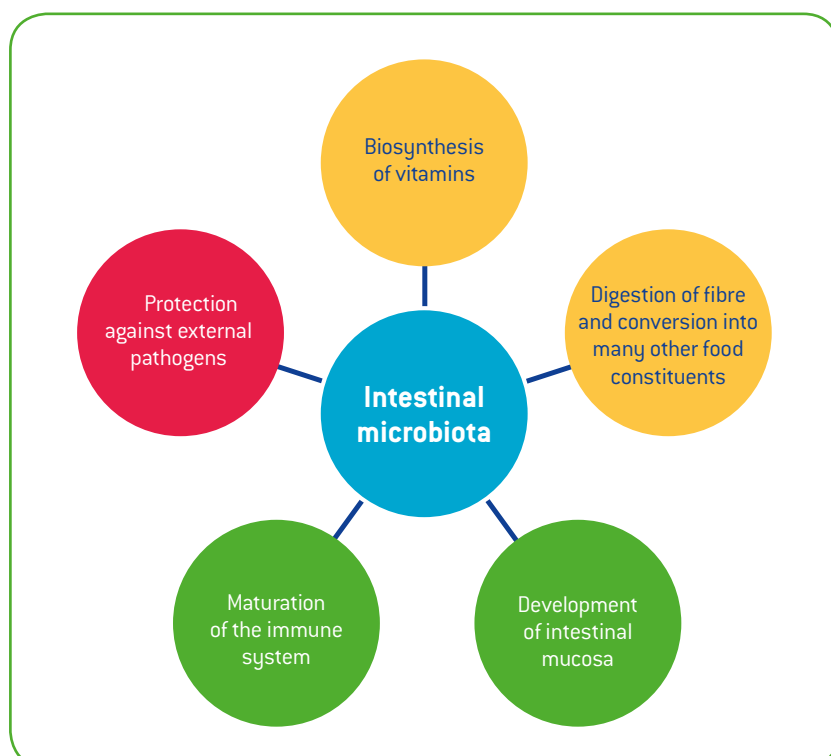 Biosynthesis
of vitamins
Protection
against external
pathogens
Digestion of fibre
and conversion into
many other food
constituents
Intestinal
microbiota
Maturation
of the immune
system
Development
of intestinal
mucosa